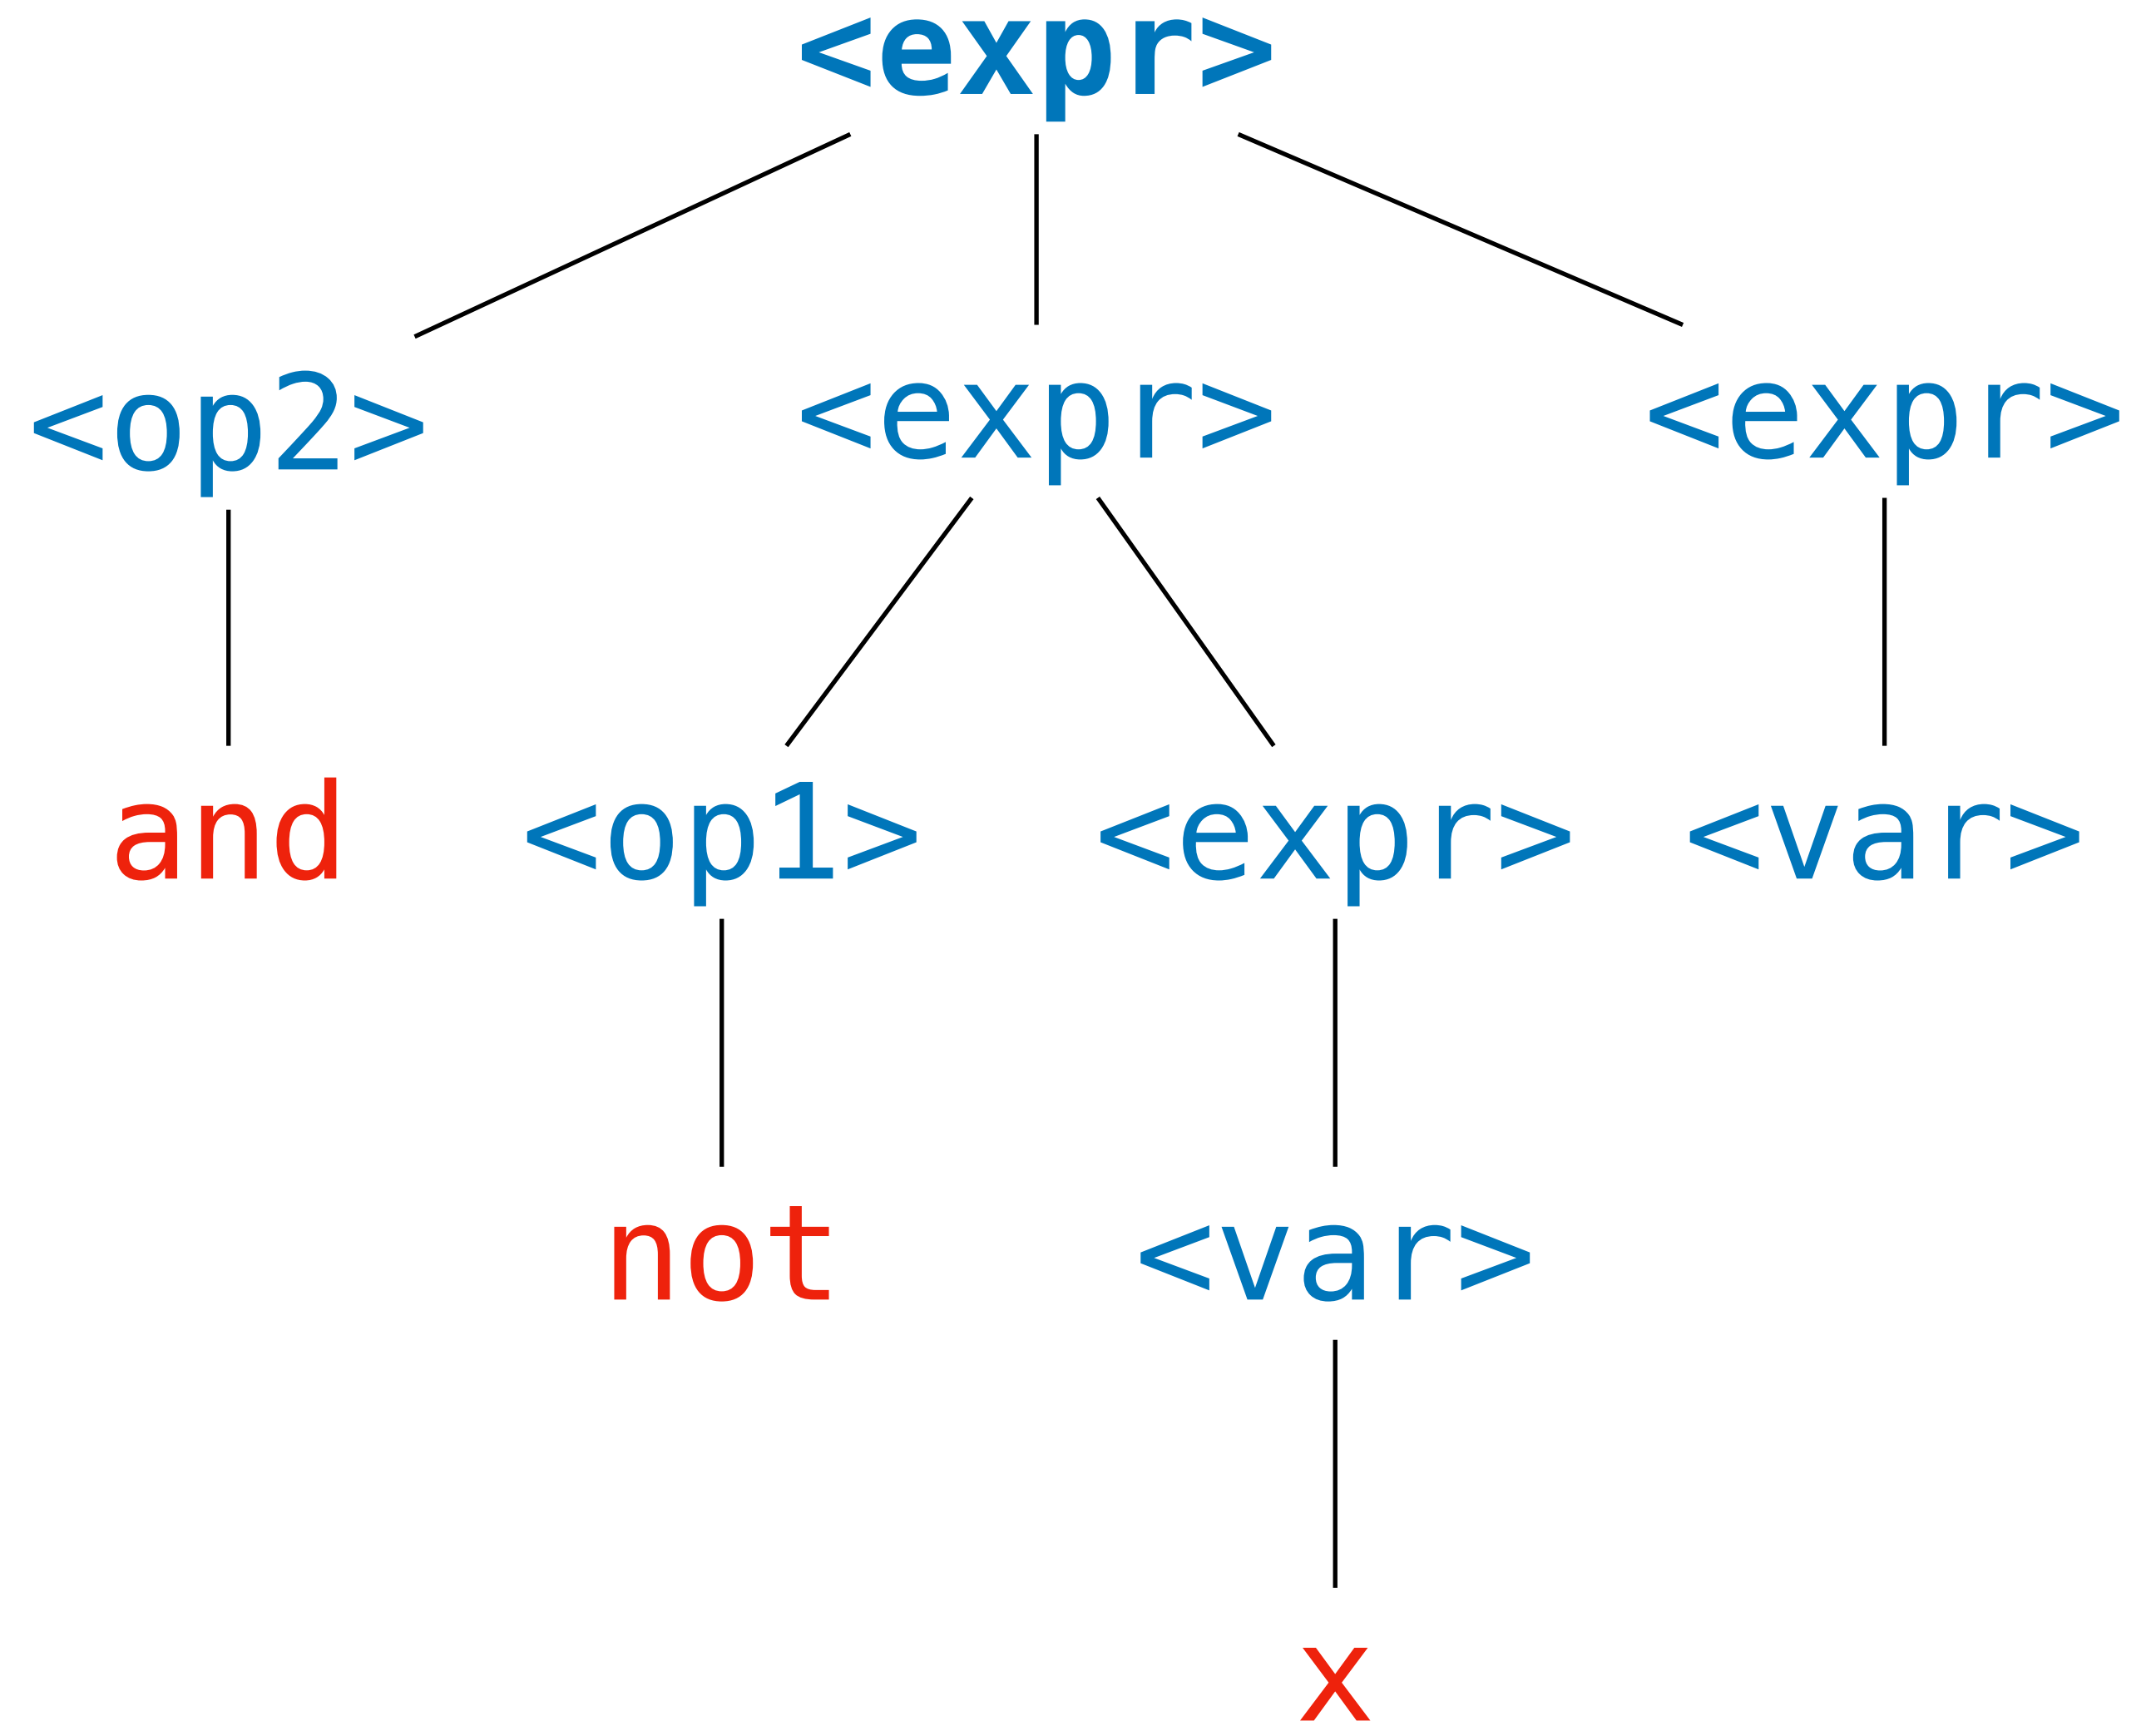 <expr>
<op2> <expr> <expr>
and <op1> <expr> <var>
not <var>
x